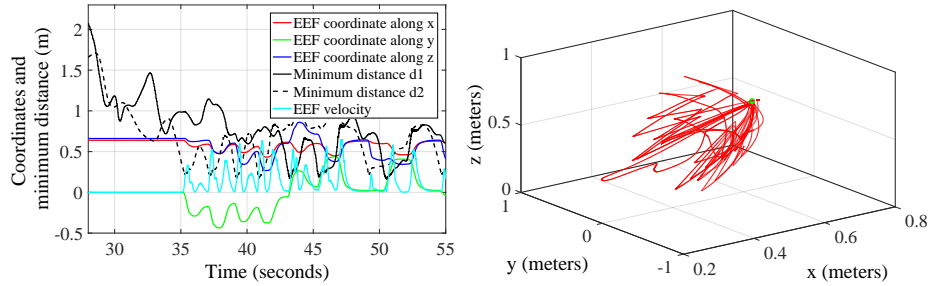 Coordinates and
minimum distance (m)
2
1.5
1
0.5
0
-0.5
EEF coordinate along x
EEF coordinate along y
EEF coordinate along z
Minimum distance d1
Minimum distance d2
EEF velocity
30
35
40
45
50
55
Time (seconds)
z (meters)
1
0.5
0
1
0
-1
y (meters)
0.2
0.4
0.6
0.8
x (meters)